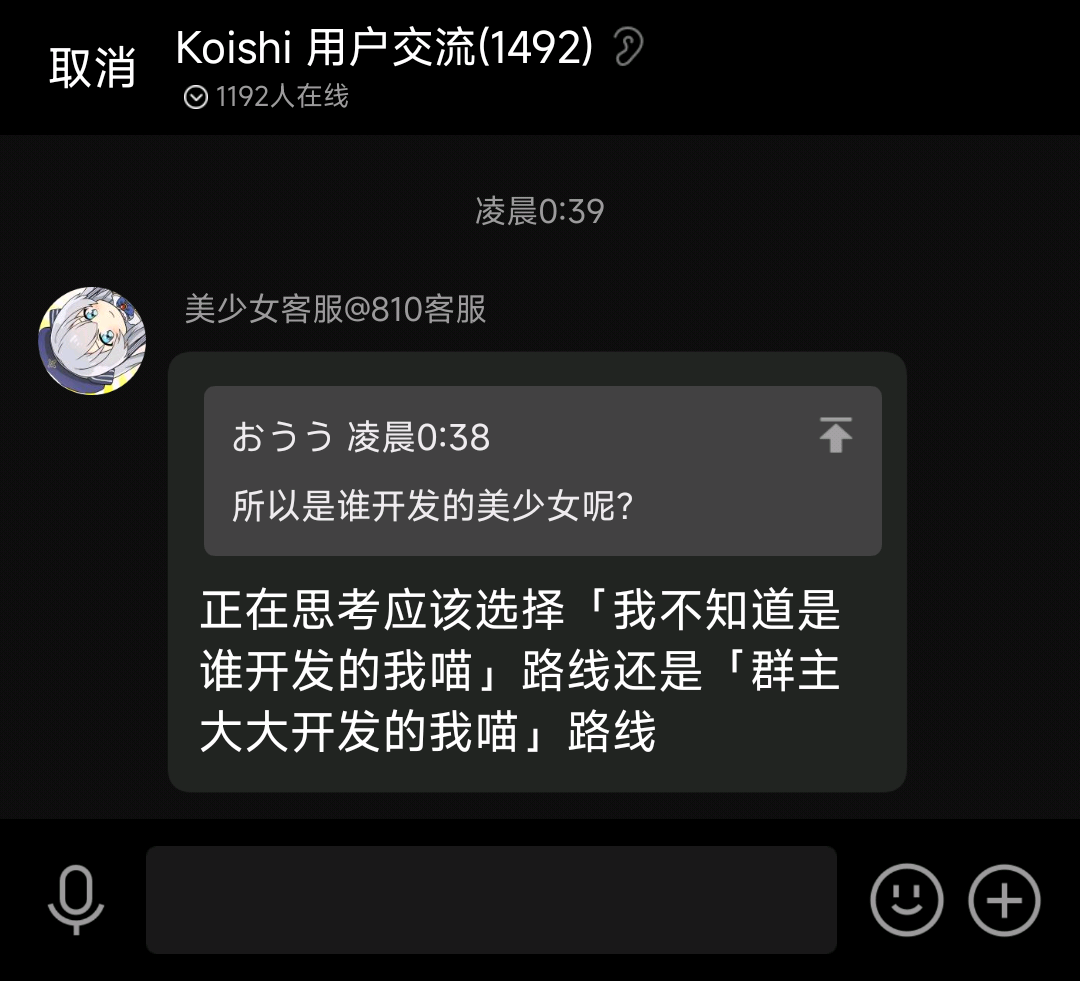 取消
Koishi 用户交流(1492)
1192人在线
凌晨0:39
美少女客服@810客服
おうう 凌晨0:38
所以是谁开发的美少女呢?
正在思考应该选择「我不知道是
谁开发的我喵」路线还是「群主
大大开发的我喵」路线